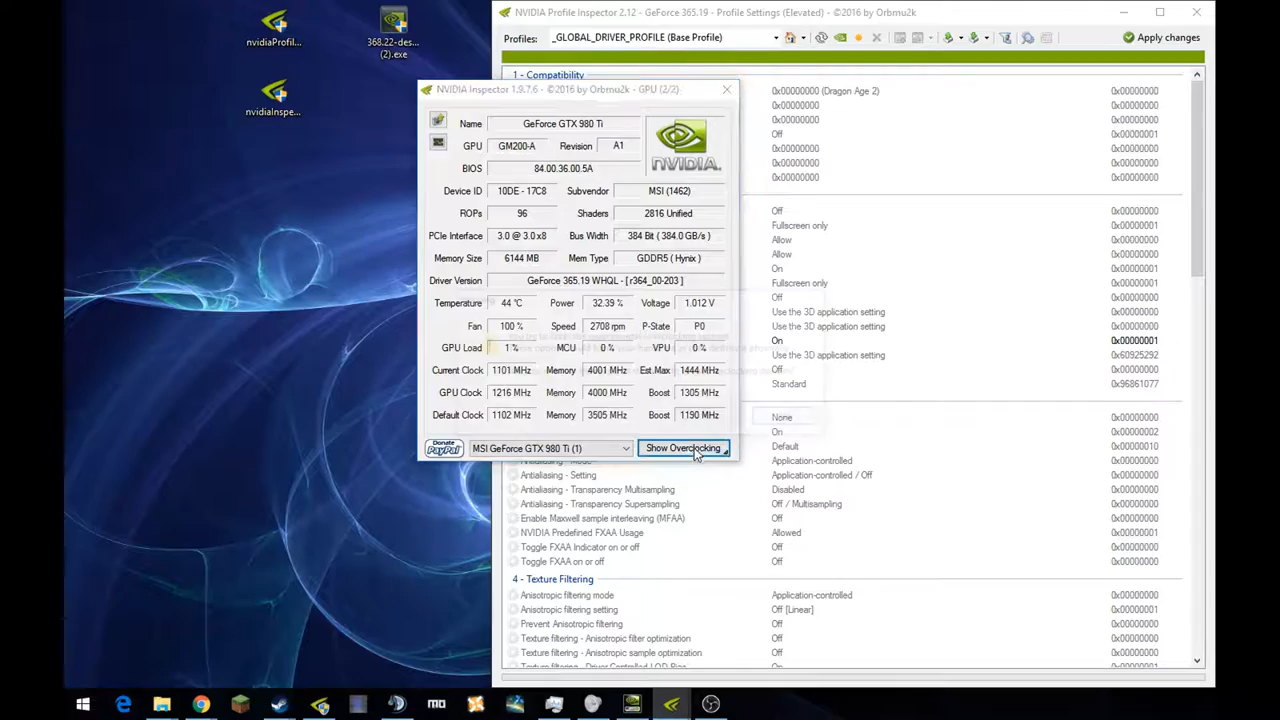 nvidiaProfil...
368.22-des...
(2).exe
nvidiaInspe...
NVIDIA Profile Inspector 2.12 - GeForce 365.19 - Profile Settings (Elevated) - ©2016 by Orbmu2k
Profiles: _GLOBAL_DRIVER_PROFILE (Base Profile) Apply changes
1 - Compatibility
0x00000000 (Dragon Age 2) 0x00000000
0x00000000 0x00000000
0x00000000 0x00000000
Off 0x00000001
0x00000000 0x00000000
0x00000000 0x00000000
0x00000000 0x00000000
Off 0x00000000
Fullscreen only 0x00000000
Allow 0x00000000
Allow 0x00000000
On 0x00000001
Fullscreen only 0x00000000
Off 0x00000000
Use the 3D application setting 0x00000000
Use the 3D application setting 0x00000000
On 0x00000001
Use the 3D application setting 0x60925292
Off 0x00000000
Standard 0x96861077
None 0x00000000
On 0x00000002
Default 0x00000010
Application-controlled 0x00000000
Antialiasing - Setting Application-controlled / Off 0x00000000
Antialiasing - Transparency Multisampling Disabled 0x00000000
Antialiasing - Transparency Supersampling Off / Multisampling 0x00000000
Enable Maxwell sample interleaving (MFAA) Off 0x00000000
NVIDIA Predefined FXAA Usage Allowed 0x00000001
Toggle FXAA Indicator on or off Off 0x00000000
Toggle FXAA on or off Off 0x00000000
4 - Texture Filtering
Anisotropic filtering mode Application-controlled 0x00000000
Anisotropic filtering setting Off [Linear] 0x00000001
Prevent Anisotropic filtering Off 0x00000000
Texture filtering - Anisotropic filter optimization Off 0x00000000
Texture filtering - Anisotropic sample optimization Off 0x00000000
NVIDIA Inspector 1.9.7.6 - ©2016 by Orbmu2k - GPU (2/2)
Name GeForce GTX 980 Ti
GPU GM200-A Revision A1
BIOS 84.00.36.00.5A
NVIDIA.
Device ID 10DE - 17C8 Subvendor MSI (1462)
ROPs 96 Shaders 2816 Unified
PCIe Interface 3.0 @ 3.0 x8 Bus Width 384 Bit ( 384.0 GB/s )
Memory Size 6144 MB Mem Type GDDR5 ( Hynix )
Driver Version GeForce 365.19 WHQL - [ r364_00-203 ]
Temperature 44 °C Power 32.39 % Voltage 1.012 V
Fan 100 % Speed 2708 rpm P-State P0
GPU Load 1 % MCU 0 % VPU 0 %
Current Clock 1101 MHz Memory 4001 MHz Est.Max 1444 MHz
GPU Clock 1216 MHz Memory 4000 MHz Boost 1305 MHz
Default Clock 1102 MHz Memory 3505 MHz Boost 1190 MHz
Donate
PayPal
MSI GeForce GTX 980 Ti (1) Show Overclocking
mo